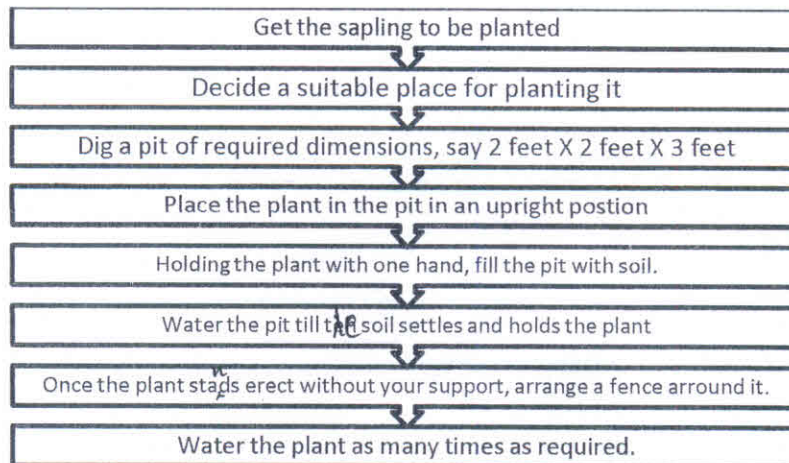 Get the sapling to be planted
Decide a suitable place for planting it
Dig a pit of required dimensions, say 2 feet X 2 feet X 3 feet
Place the plant in the pit in an upright postion
Holding the plant with one hand, fill the pit with soil.
Water the pit till the soil settles and holds the plant
Once the plant stands erect without your support, arrange a fence arround it.
Water the plant as many times as required.